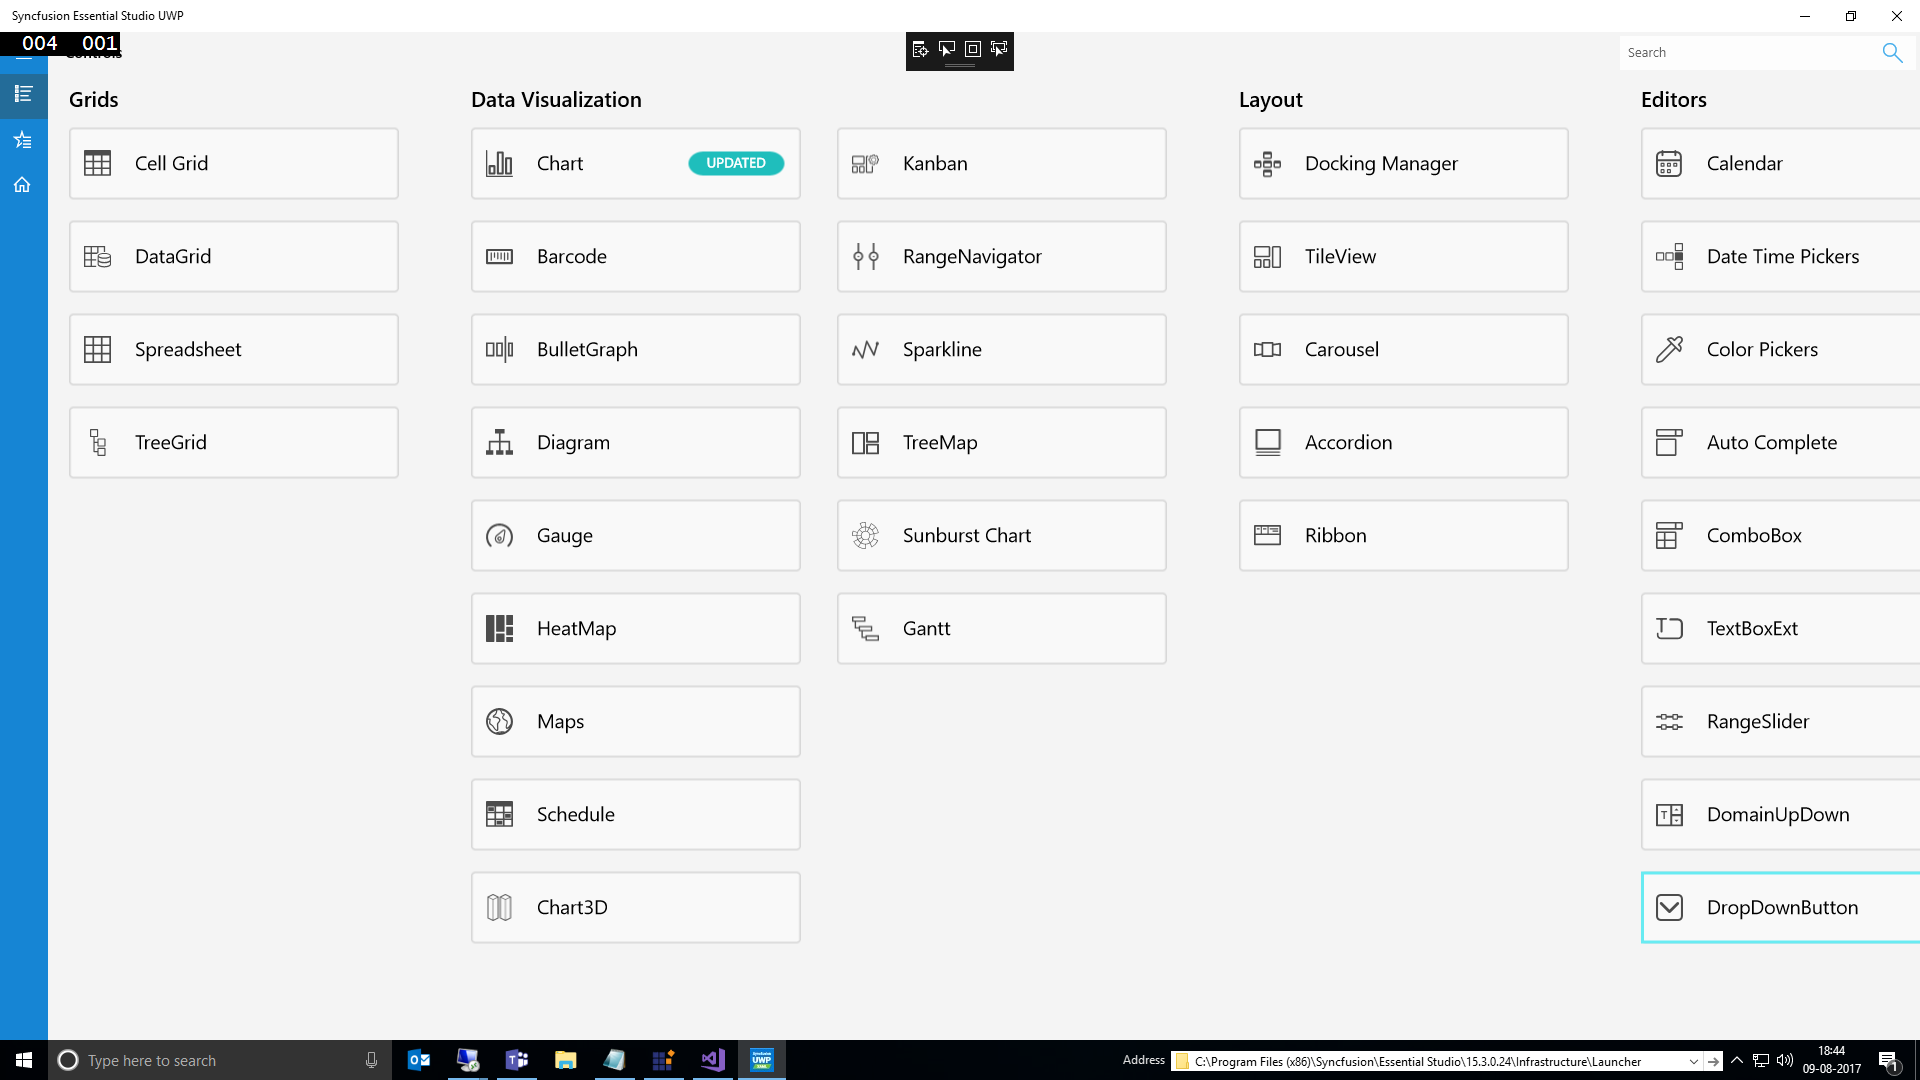 Syncfusion Essential Studio UWP
004 001
Controls
Search
Grids
Cell Grid
DataGrid
Spreadsheet
TreeGrid
Data Visualization
Chart
UPDATED
Barcode
BulletGraph
Diagram
Gauge
HeatMap
Maps
Schedule
Chart3D
Kanban
RangeNavigator
Sparkline
TreeMap
Sunburst Chart
Gantt
Layout
Docking Manager
TileView
Carousel
Accordion
Ribbon
Editors
Calendar
Date Time Pickers
Color Pickers
Auto Complete
ComboBox
TextBoxExt
RangeSlider
DomainUpDown
DropDownButton
Type here to search
Address
C:\Program Files (x86)\Syncfusion\Essential Studio\15.3.0.24\Infrastructure\Launcher
18:44
09-08-2017
1